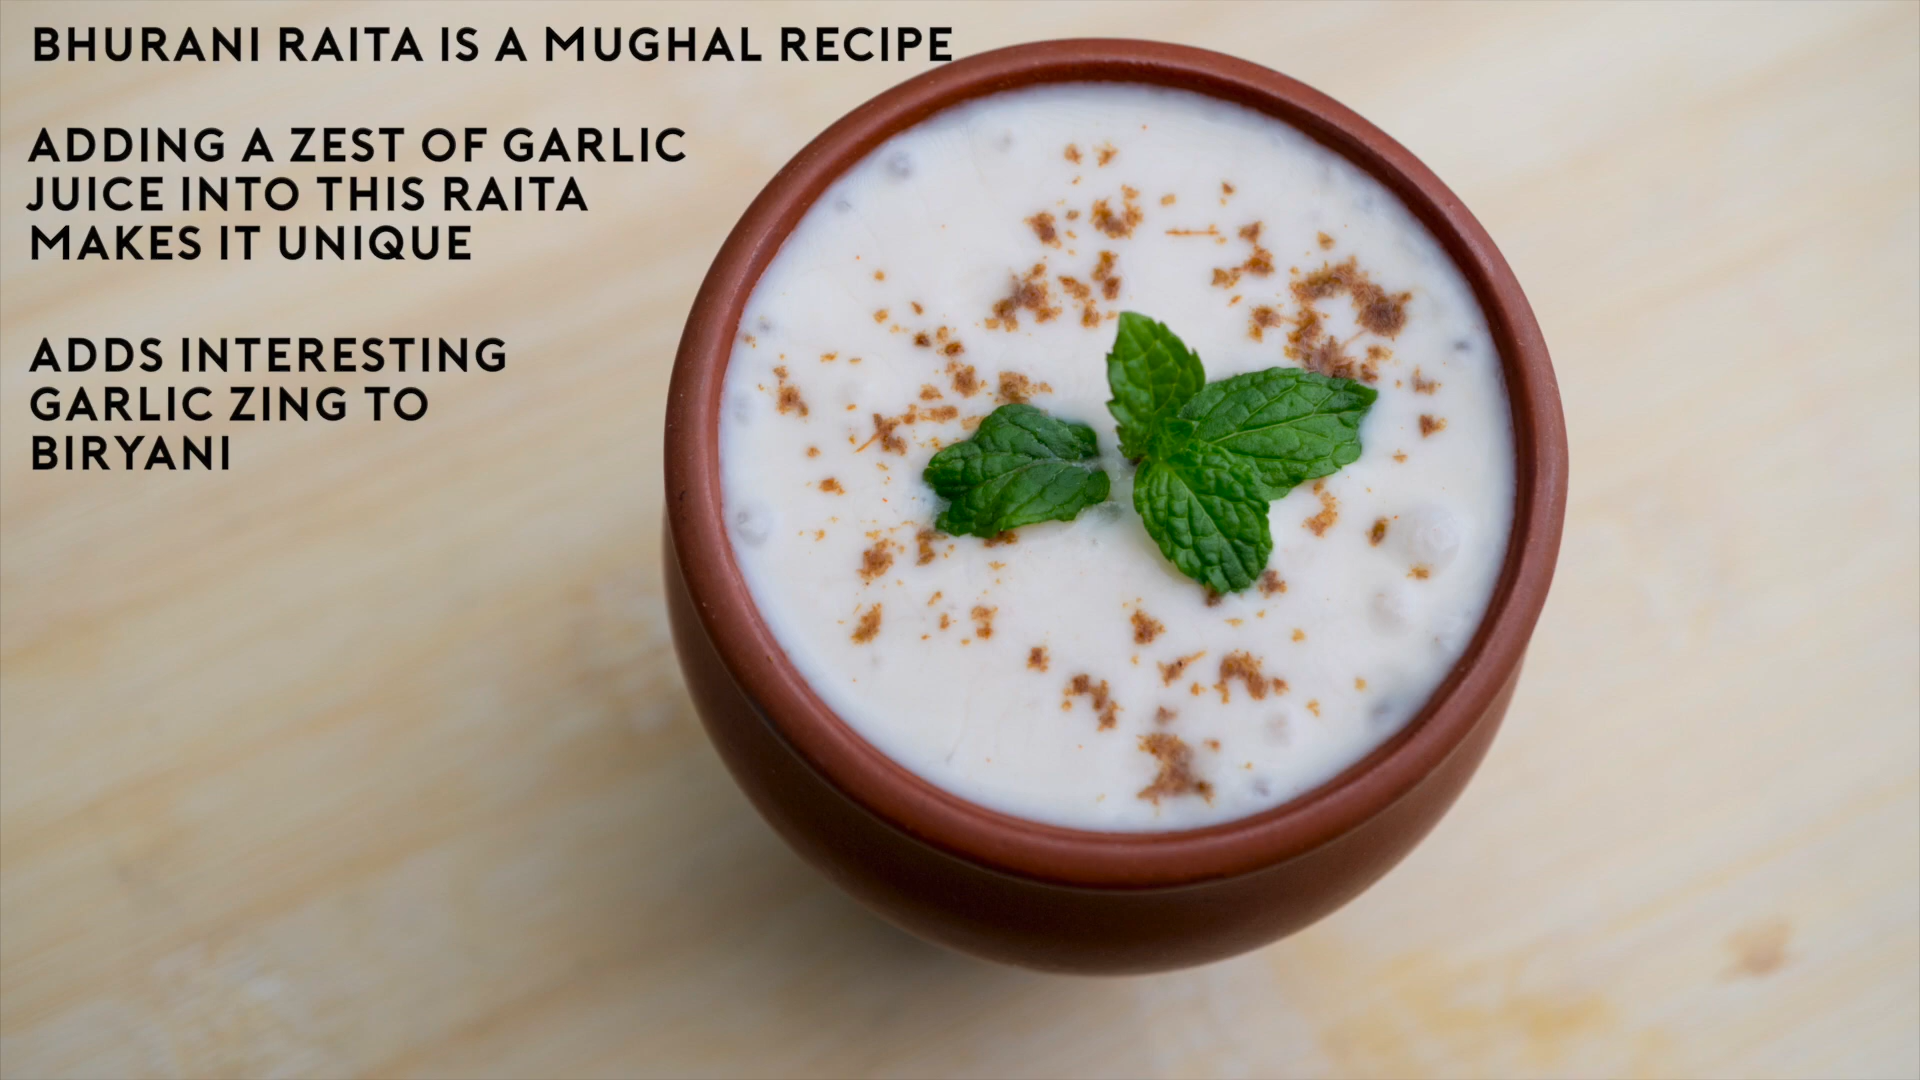 BHURANI RAITA IS A MUGHAL RECIPE
ADDING A ZEST OF GARLIC
JUICE INTO THIS RAITA
MAKES IT UNIQUE
ADDS INTERESTING
GARLIC ZING TO
BIRYANI